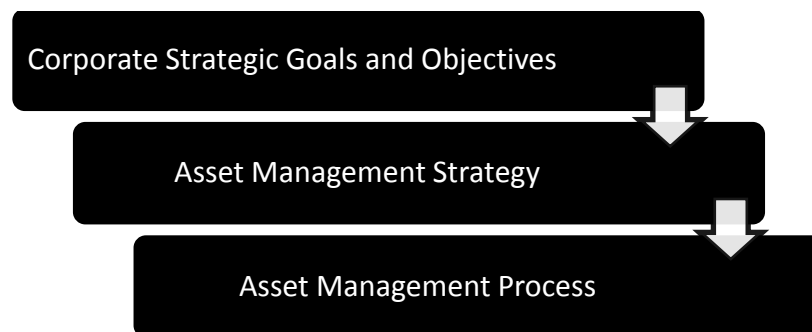 Corporate Strategic Goals and Objectives
Asset Management Strategy
Asset Management Process